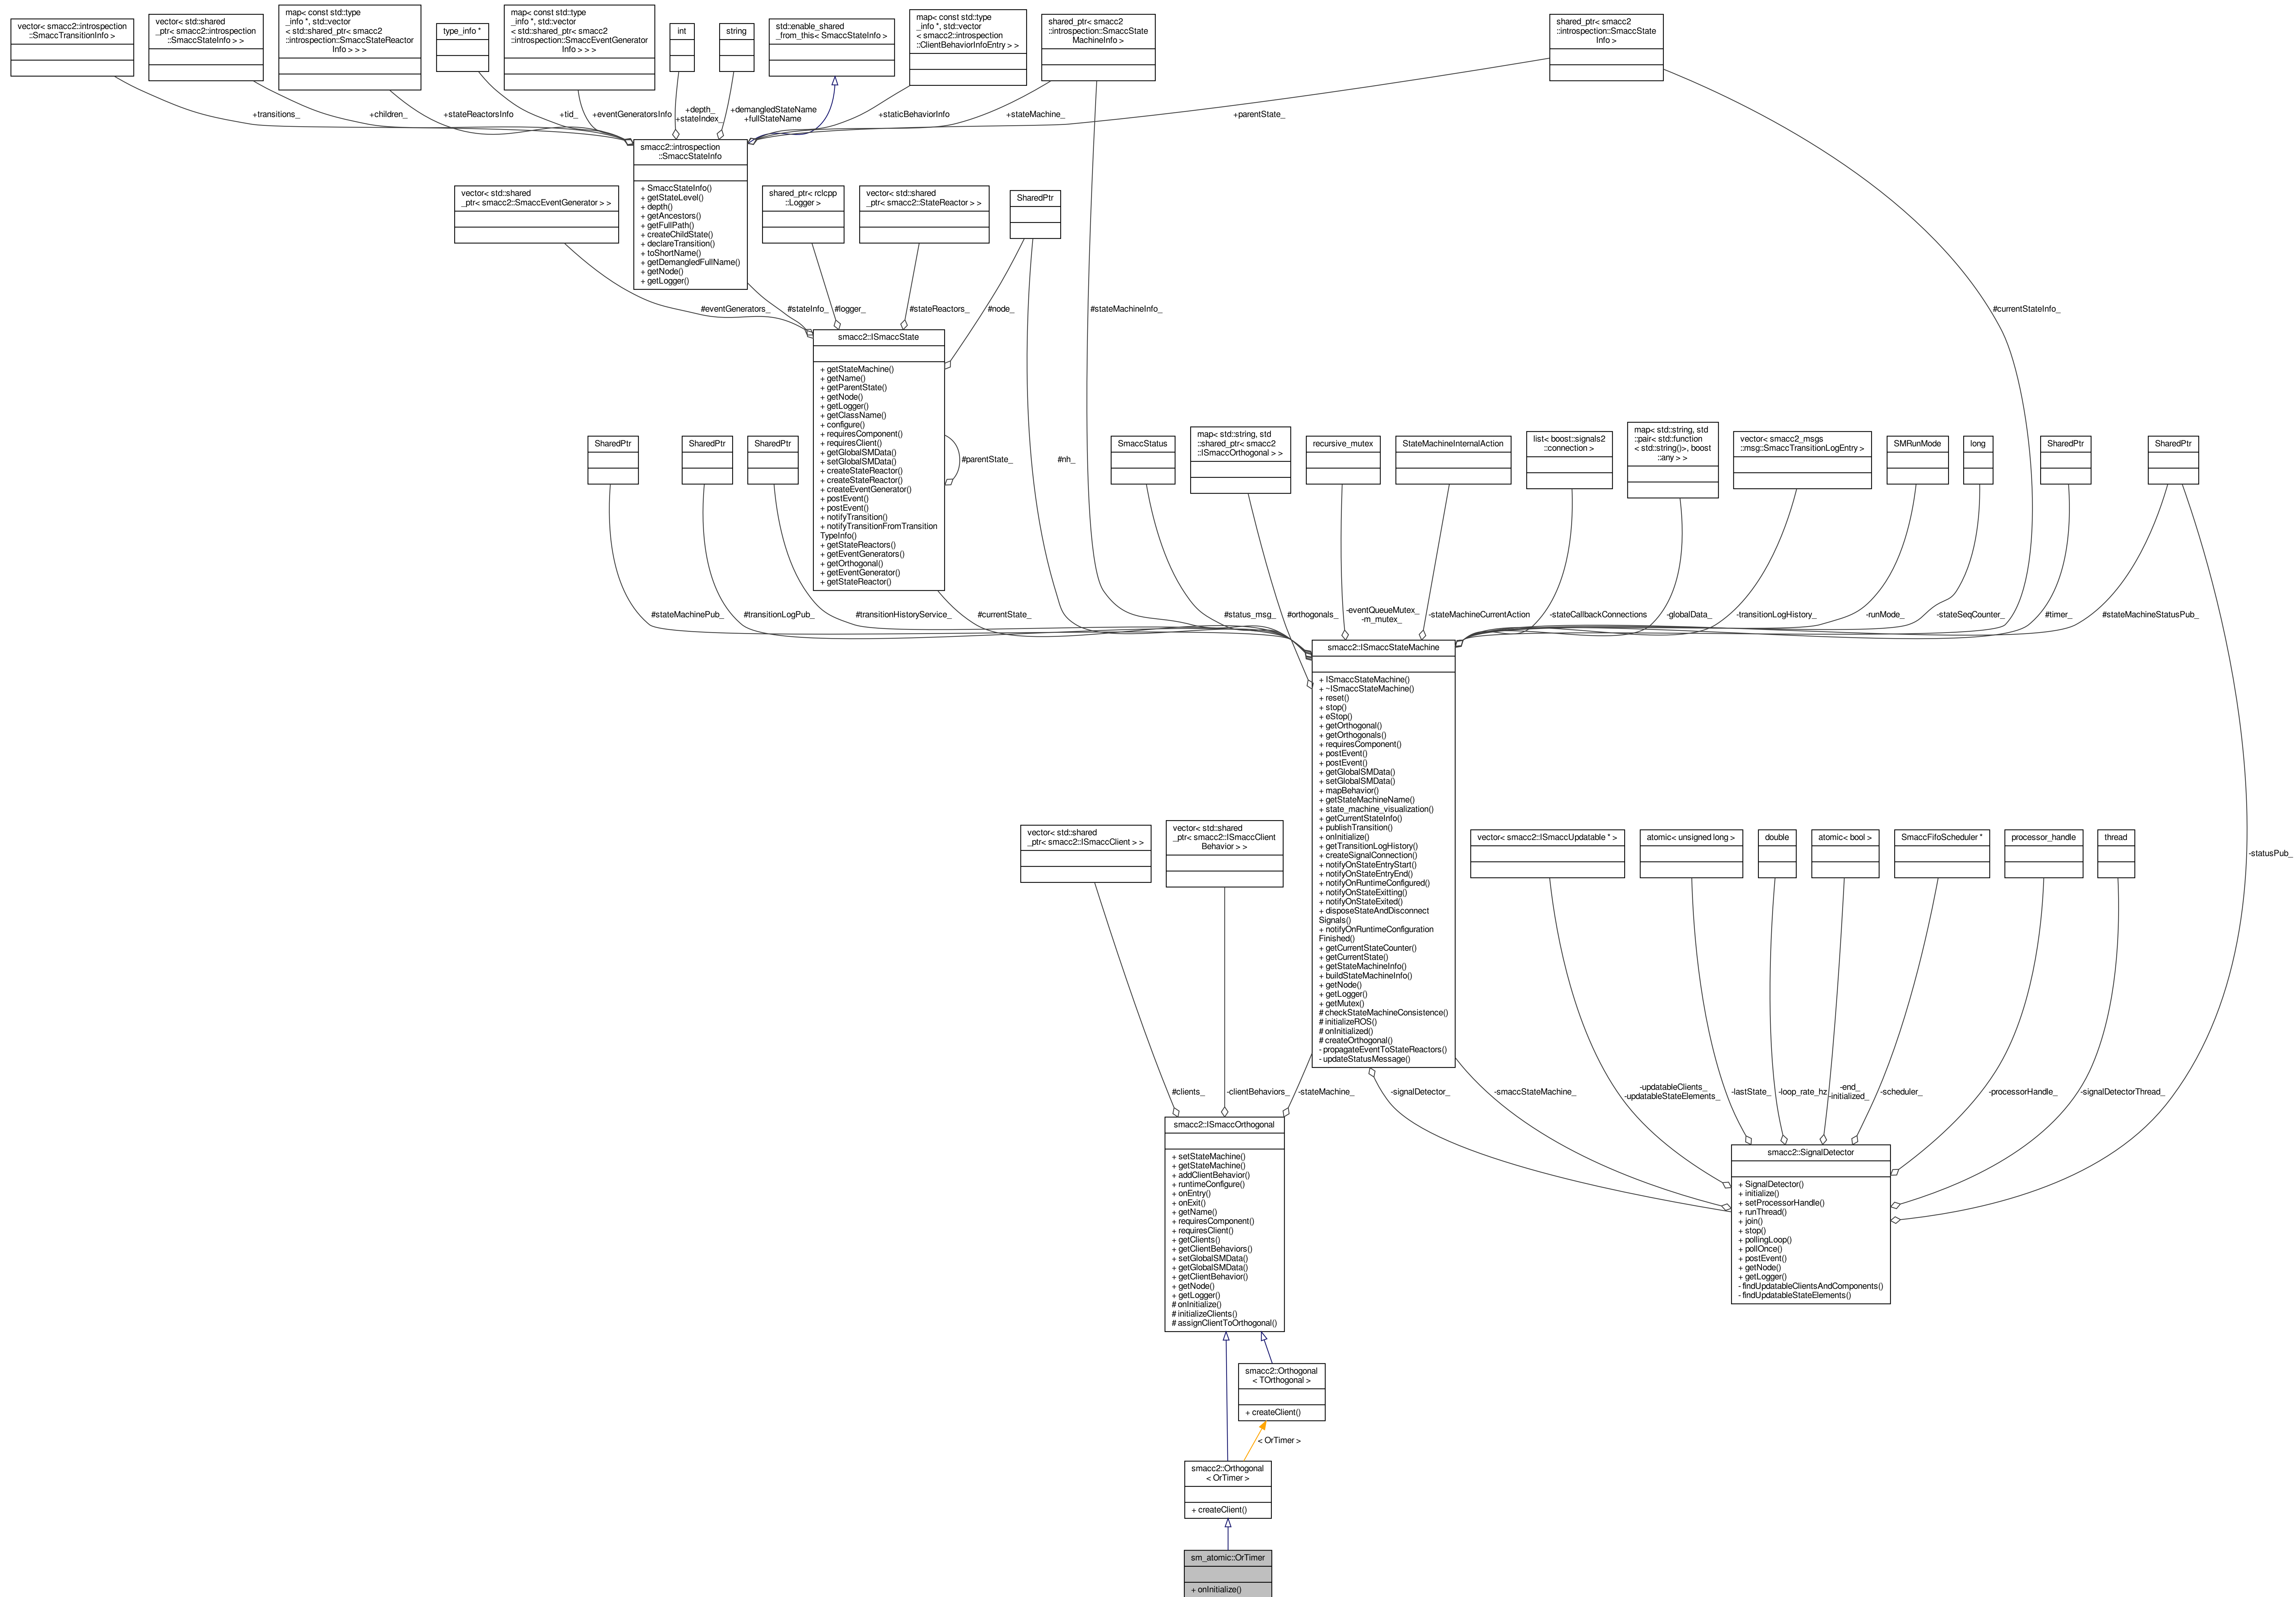 vector< smacc2::introspection
::SmaccTransitionInfo >
vector< std::shared
_ptr< smacc2::introspection
::SmaccStateInfo > >
map< const std::type
_info *, std::vector
< std::shared_ptr< smacc2
::introspection::SmaccStateReactor
Info > > >
type_info *
map< const std::type
_info *, std::vector
< std::shared_ptr< smacc2
::introspection::SmaccEventGenerator
Info > > >
int
string
std::enable_shared
_from_this< SmaccStateInfo >
map< const std::type
_info *, std::vector
< smacc2::introspection
::ClientBehaviorInfoEntry > >
shared_ptr< smacc2
::introspection::SmaccState
MachineInfo >
shared_ptr< smacc2
::introspection::SmaccState
Info >
+transitions_
+children_
+stateReactorsInfo
+tid_
+eventGeneratorsInfo
+depth_
+stateIndex_
+demangledStateName
+fullStateName
+staticBehaviorInfo
+stateMachine_
+parentState_
smacc2::introspection
::SmaccStateInfo
+ SmaccStateInfo()
+ getStateLevel()
+ depth()
+ getAncestors()
+ getFullPath()
+ createChildState()
+ declareTransition()
+ toShortName()
+ getDemangledFullName()
+ getNode()
+ getLogger()
vector< std::shared
_ptr< smacc2::SmaccEventGenerator > >
shared_ptr< rclcpp
::Logger >
vector< std::shared
_ptr< smacc2::StateReactor > >
SharedPtr
#eventGenerators_
#stateInfo_
#logger_
#stateReactors_
#node_
#stateMachineInfo_
#currentStateInfo_
smacc2::ISmaccState
+ getStateMachine()
+ getName()
+ getParentState()
+ getNode()
+ getLogger()
+ getClassName()
+ configure()
+ requiresComponent()
+ requiresClient()
+ getGlobalSMData()
+ setGlobalSMData()
+ createStateReactor()
+ createStateReactor()
+ createEventGenerator()
+ postEvent()
+ postEvent()
+ notifyTransition()
+ notifyTransitionFromTransition
TypeInfo()
+ getStateReactors()
+ getEventGenerators()
+ getOrthogonal()
+ getEventGenerator()
+ getStateReactor()
#parentState_
#nh_
SharedPtr
SharedPtr
SharedPtr
SmaccStatus
map< std::string, std
::shared_ptr< smacc2
::ISmaccOrthogonal > >
recursive_mutex
StateMachineInternalAction
list< boost::signals2
::connection >
map< std::string, std
::pair< std::function
< std::string()>, boost
::any > >
vector< smacc2_msgs
::msg::SmaccTransitionLogEntry >
SMRunMode
long
SharedPtr
SharedPtr
#stateMachinePub_
#transitionLogPub_
#transitionHistoryService_
#currentState_
#status_msg_
#orthogonals_
-eventQueueMutex_
-m_mutex_
-stateMachineCurrentAction
-stateCallbackConnections
-globalData_
-transitionLogHistory_
-runMode_
-stateSeqCounter_
#timer_
#stateMachineStatusPub_
smacc2::ISmaccStateMachine
+ ISmaccStateMachine()
+ ~ISmaccStateMachine()
+ reset()
+ stop()
+ eStop()
+ getOrthogonal()
+ getOrthogonals()
+ requiresComponent()
+ postEvent()
+ postEvent()
+ getGlobalSMData()
+ setGlobalSMData()
+ mapBehavior()
+ getStateMachineName()
+ state_machine_visualization()
+ getCurrentStateInfo()
+ publishTransition()
+ onInitialize()
+ getTransitionLogHistory()
+ createSignalConnection()
+ notifyOnStateEntryStart()
+ notifyOnStateEntryEnd()
+ notifyOnRuntimeConfigured()
+ notifyOnStateExitting()
+ notifyOnStateExited()
+ disposeStateAndDisconnect
Signals()
+ notifyOnRuntimeConfiguration
Finished()
+ getCurrentStateCounter()
+ getCurrentState()
+ getStateMachineInfo()
+ buildStateMachineInfo()
+ getNode()
+ getLogger()
+ getMutex()
# checkStateMachineConsistence()
# initializeROS()
# onInitialized()
# createOrthogonal()
- propagateEventToStateReactors()
- updateStatusMessage()
vector< std::shared
_ptr< smacc2::ISmaccClient > >
vector< std::shared
_ptr< smacc2::ISmaccClient
Behavior > >
vector< smacc2::ISmaccUpdatable * >
atomic< unsigned long >
double
atomic< bool >
SmaccFifoScheduler *
processor_handle
thread
-statusPub_
#clients_
-clientBehaviors_
-stateMachine_
-signalDetector_
-smaccStateMachine_
-updatableClients_
-updatableStateElements_
-lastState_
-loop_rate_hz
-end_
-initialized_
-scheduler_
-processorHandle_
-signalDetectorThread_
smacc2::ISmaccOrthogonal
+ setStateMachine()
+ getStateMachine()
+ addClientBehavior()
+ runtimeConfigure()
+ onEntry()
+ onExit()
+ getName()
+ requiresComponent()
+ requiresClient()
+ getClients()
+ getClientBehaviors()
+ setGlobalSMData()
+ getGlobalSMData()
+ getClientBehavior()
+ getNode()
+ getLogger()
# onInitialize()
# initializeClients()
# assignClientToOrthogonal()
smacc2::SignalDetector
+ SignalDetector()
+ initialize()
+ setProcessorHandle()
+ runThread()
+ join()
+ stop()
+ pollingLoop()
+ pollOnce()
+ postEvent()
+ getNode()
+ getLogger()
- findUpdatableClientsAndComponents()
- findUpdatableStateElements()
smacc2::Orthogonal
< TOrthogonal >
+ createClient()
< OrTimer >
smacc2::Orthogonal
< OrTimer >
+ createClient()
sm_atomic::OrTimer
+ onInitialize()